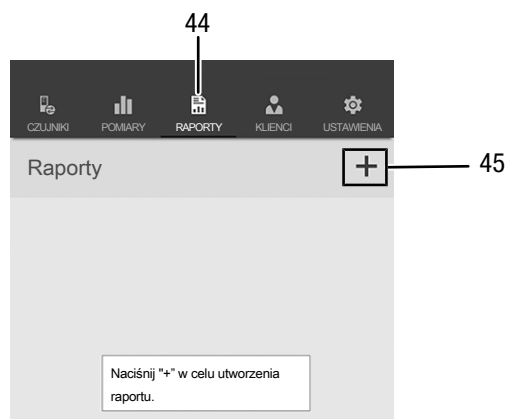 44
CZUJNIKI POMIARY RAPORTY KLIENCI USTAWIENIA
Raporty
45
Naciśnij "+" w celu utworzenia
raportu.